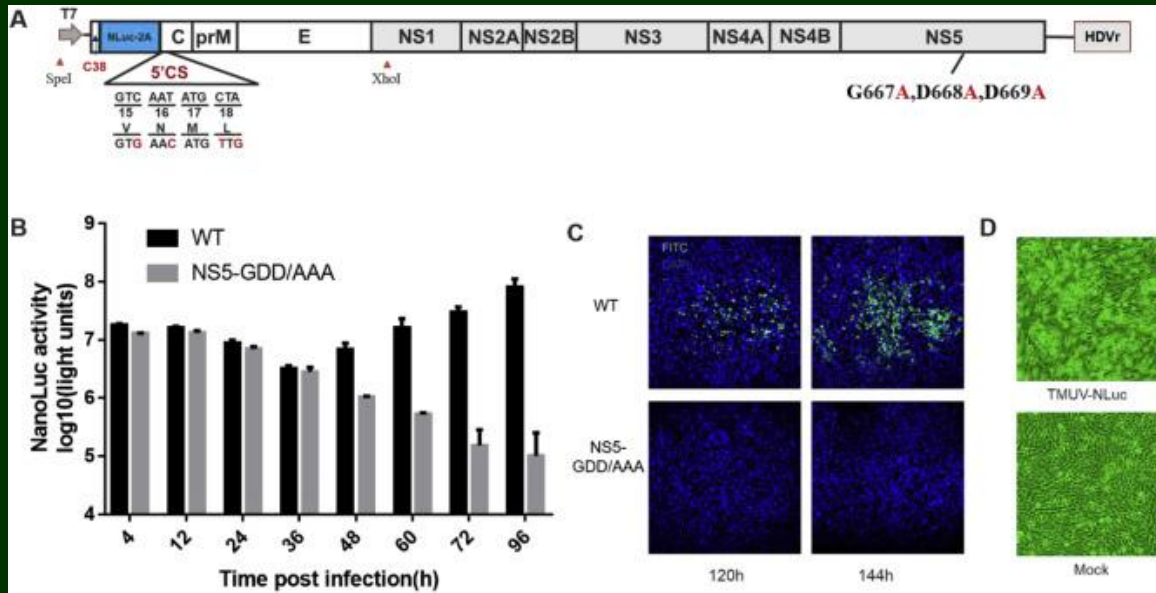 A
T7
NLuc-2A
C
prM
E
NS1
NS2A
NS2B
NS3
NS4A
NS4B
NS5
HDVr
SpeI
C38
5'CS
XhoI
G667A,D668A,D669A
GTC AAT ATG CTA
15 16 17 18
V N M L
GTG AAC ATG TTG
B
NanoLuc activity
log10(light units)
9
8
7
6
5
4
WT
NS5-GDD/AAA
4 12 24 36 48 60 72 96
Time post infection(h)
C
FITC
WT
NS5-
GDD/AAA
120h 144h
D
TMUV-NLuc
Mock